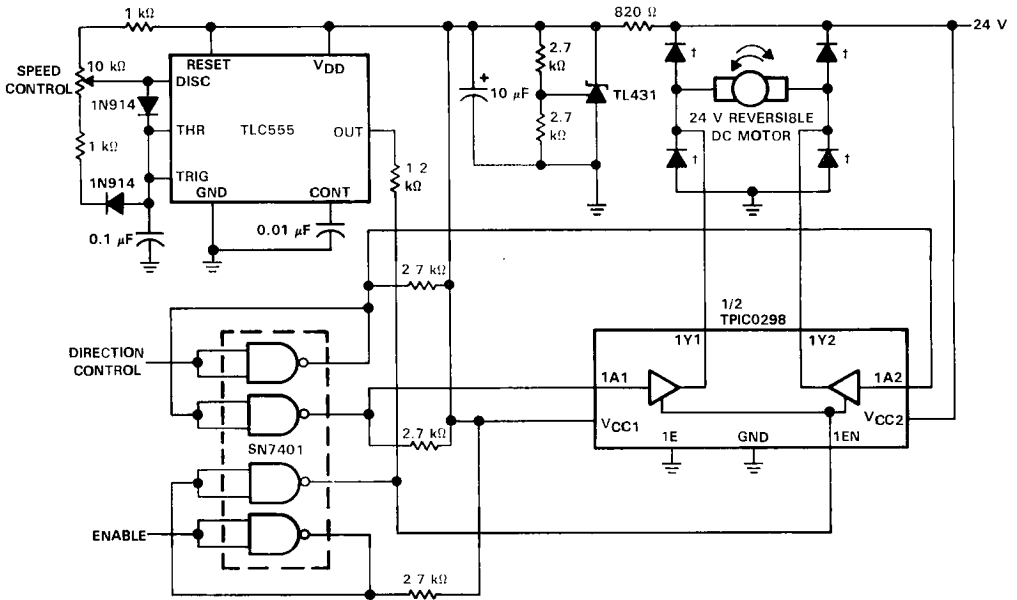 1 kΩ
820 Ω
24 V
SPEED
CONTROL
10 kΩ
RESET
VDD
DISC
1N914
THR
TLC555
OUT
1 kΩ
1N914
TRIG
GND
CONT
0.1 μF
0.01 μF
1 2
kΩ
+
10 μF
2.7
kΩ
2.7
kΩ
TL431
†
†
24 V REVERSIBLE
DC MOTOR
†
†
2 7 kΩ
1/2
TPIC0298
DIRECTION
CONTROL
1Y1
1Y2
1A1
1A2
VCC1
VCC2
2.7 kΩ
SN7401
1E
GND
1EN
ENABLE
2 7 kΩ